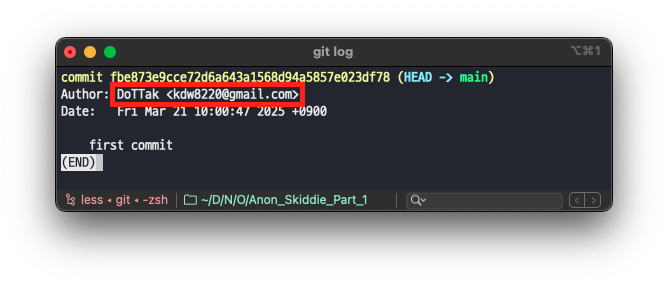 git log
⌥⌘1
commit fbe873e9cce72d6a643a1568d94a5857e023df78 (HEAD -> main)
Author: DoTTak <kdw8220@gmail.com>
Date:   Fri Mar 21 10:00:47 2025 +0900
first commit
(END)
less ◂ git ◂ -zsh
~/D/N/O/Anon_Skiddie_Part_1